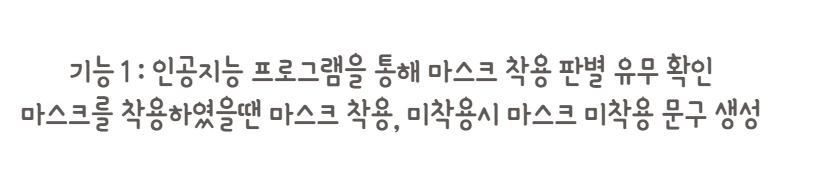 기능 1 : 인공지능 프로그램을 통해 마스크 착용 판별 유무 확인
마스크를 착용하였을땐 마스크 착용, 미착용시 마스크 미착용 문구 생성